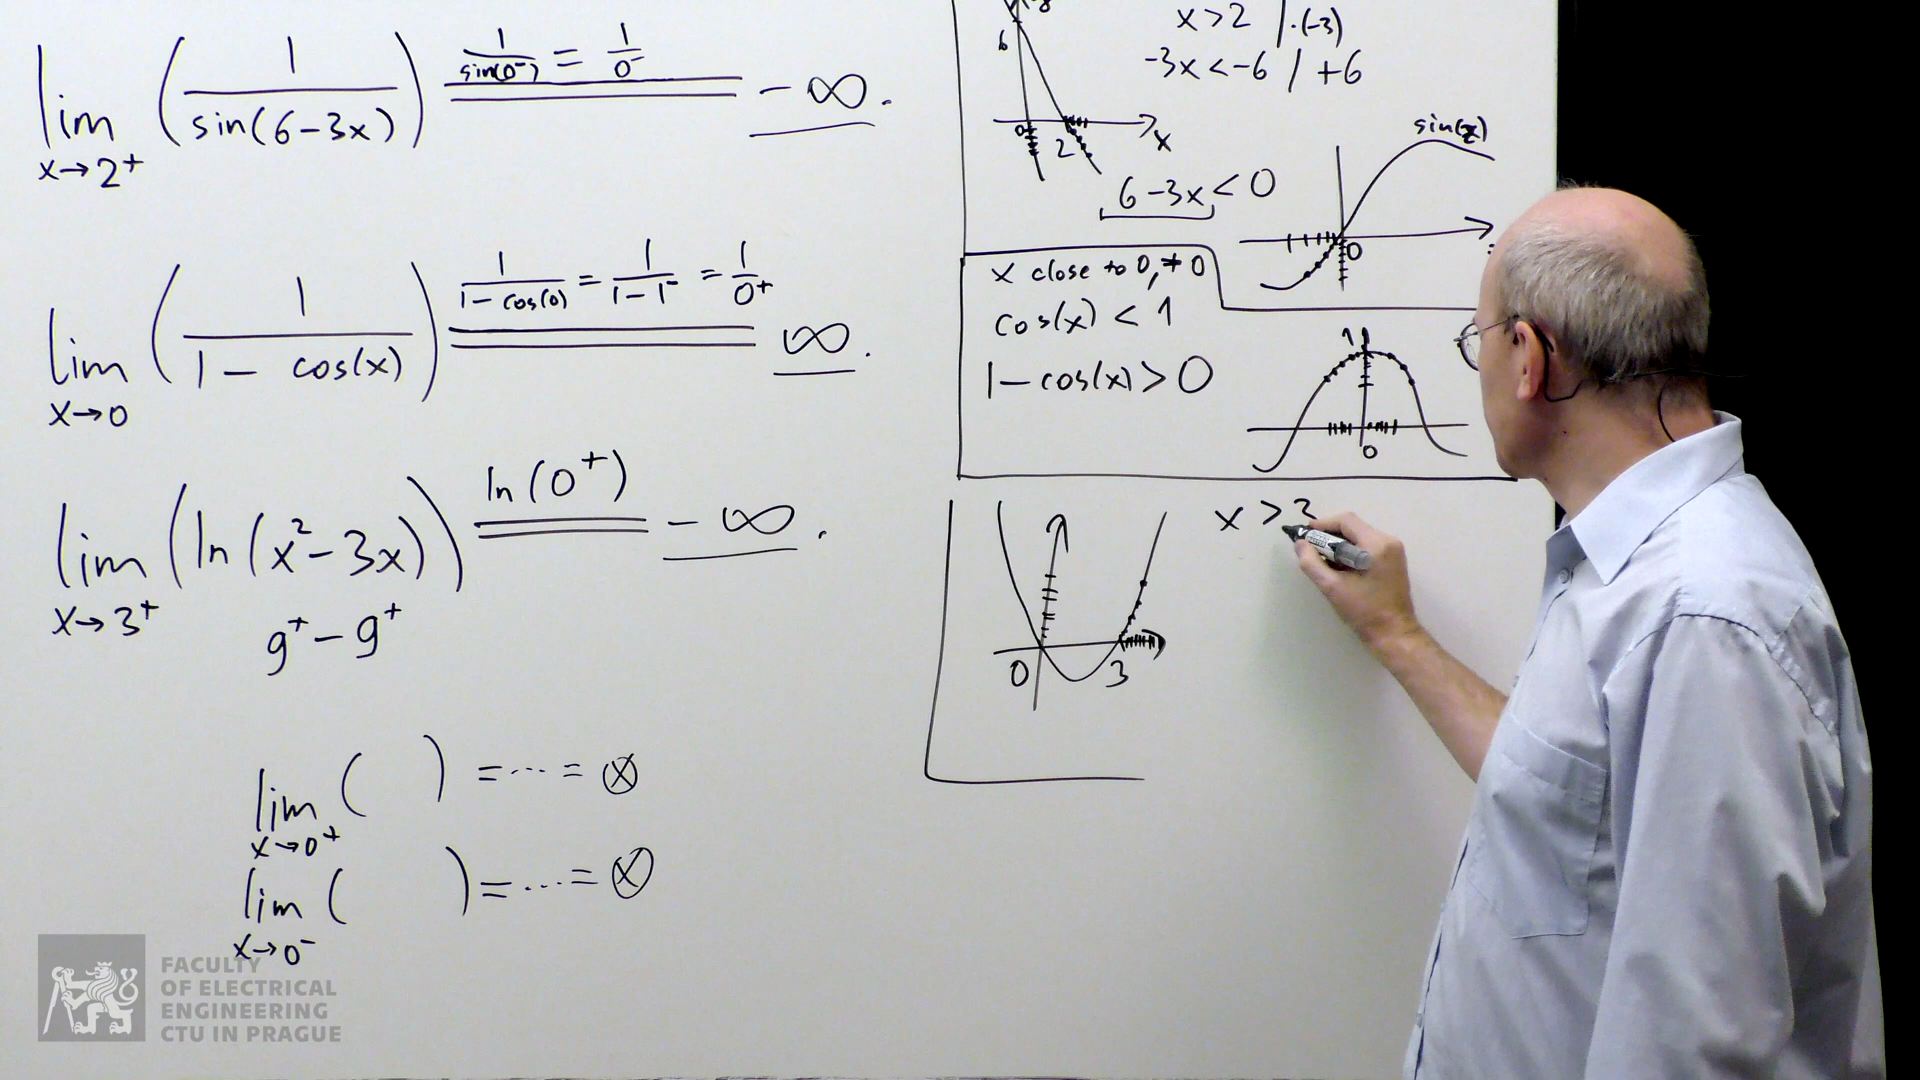 lim x→2⁺ (1/sin(6-3x)) 1/sin(0⁻) = 1/0⁻ -∞.
lim x→0 (1/(1-cos(x))) 1/(1-cos(0)) = 1/(1-1⁻) = 1/0⁺ ∞.
lim x→3⁺ (ln(x²-3x)) ln(0⁺) -∞.
9⁺-9⁺
lim x→0⁺ ( ) =...= ⊗
lim x→0⁻ ( ) =...= ⊗
x>2 /·(-3)
-3x<-6 / +6
6
0
2
x
6-3x<0
sin(z)
0
x close to 0, ≠0
cos(x)<1
1-cos(x)>0
1
0
x>3
0 3
FACULTY
OF ELECTRICAL
ENGINEERING
CTU IN PRAGUE